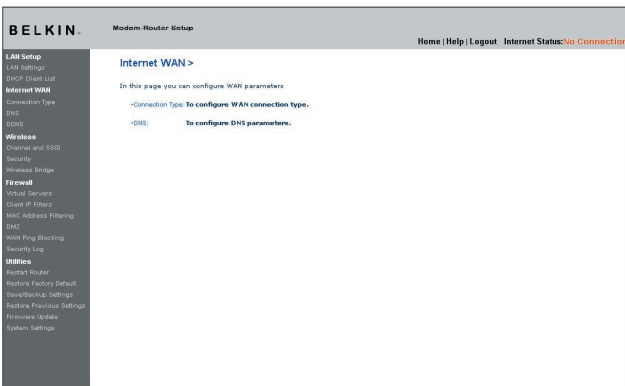 BELKIN
Modem-Router Setup
Home | Help | Logout Internet Status:No Connection
LAN Setup
LAN Settings
DHCP Client List
Internet WAN
Connection Type
DNS
DDNS
Wireless
Channel and SSID
Security
Wireless Bridge
Firewall
Virtual Servers
Client IP Filters
MAC Address Filtering
DMZ
WAN Ping Blocking
Security Log
Utilities
Restart Router
Restore Factory Default
Save/Backup Settings
Restore Previous Settings
Firmware Update
System Settings
Internet WAN >
In this page you can configure WAN parameters
-Connection Type: To configure WAN connection type.
-DNS: To configure DNS parameters.